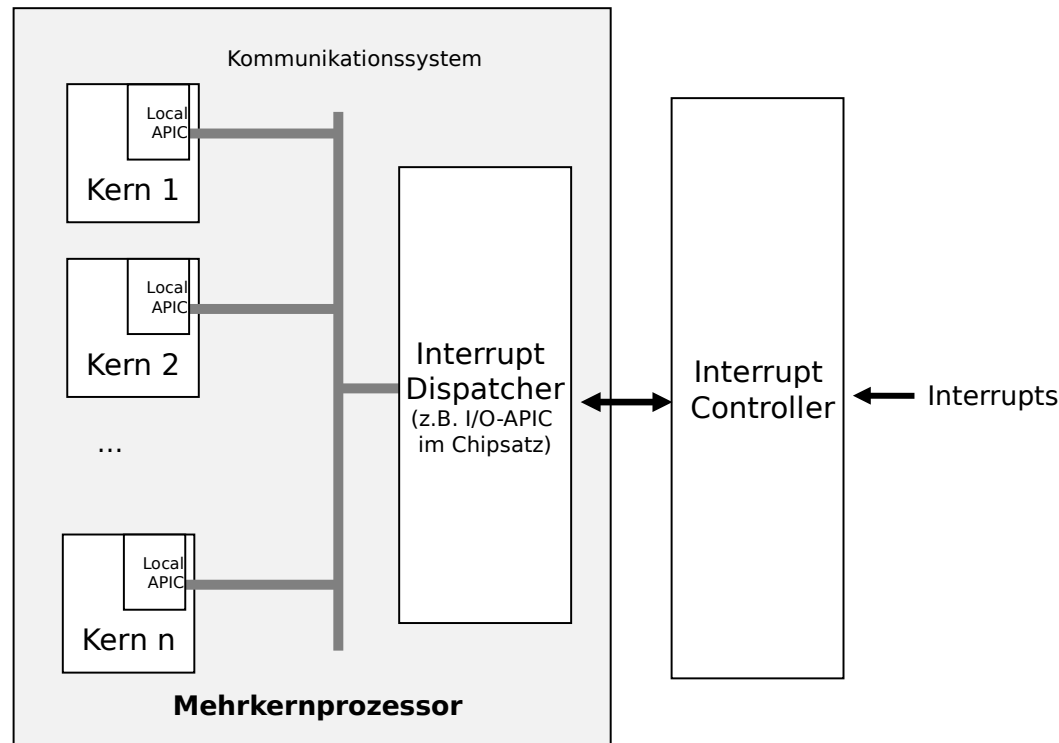 Kommunikationssystem
Local
APIC
Kern 1
Local
APIC
Kern 2
...
Local
APIC
Kern n
Interrupt
Dispatcher
(z.B. I/O-APIC
im Chipsatz)
Interrupt
Controller
Interrupts
Mehrkernprozessor